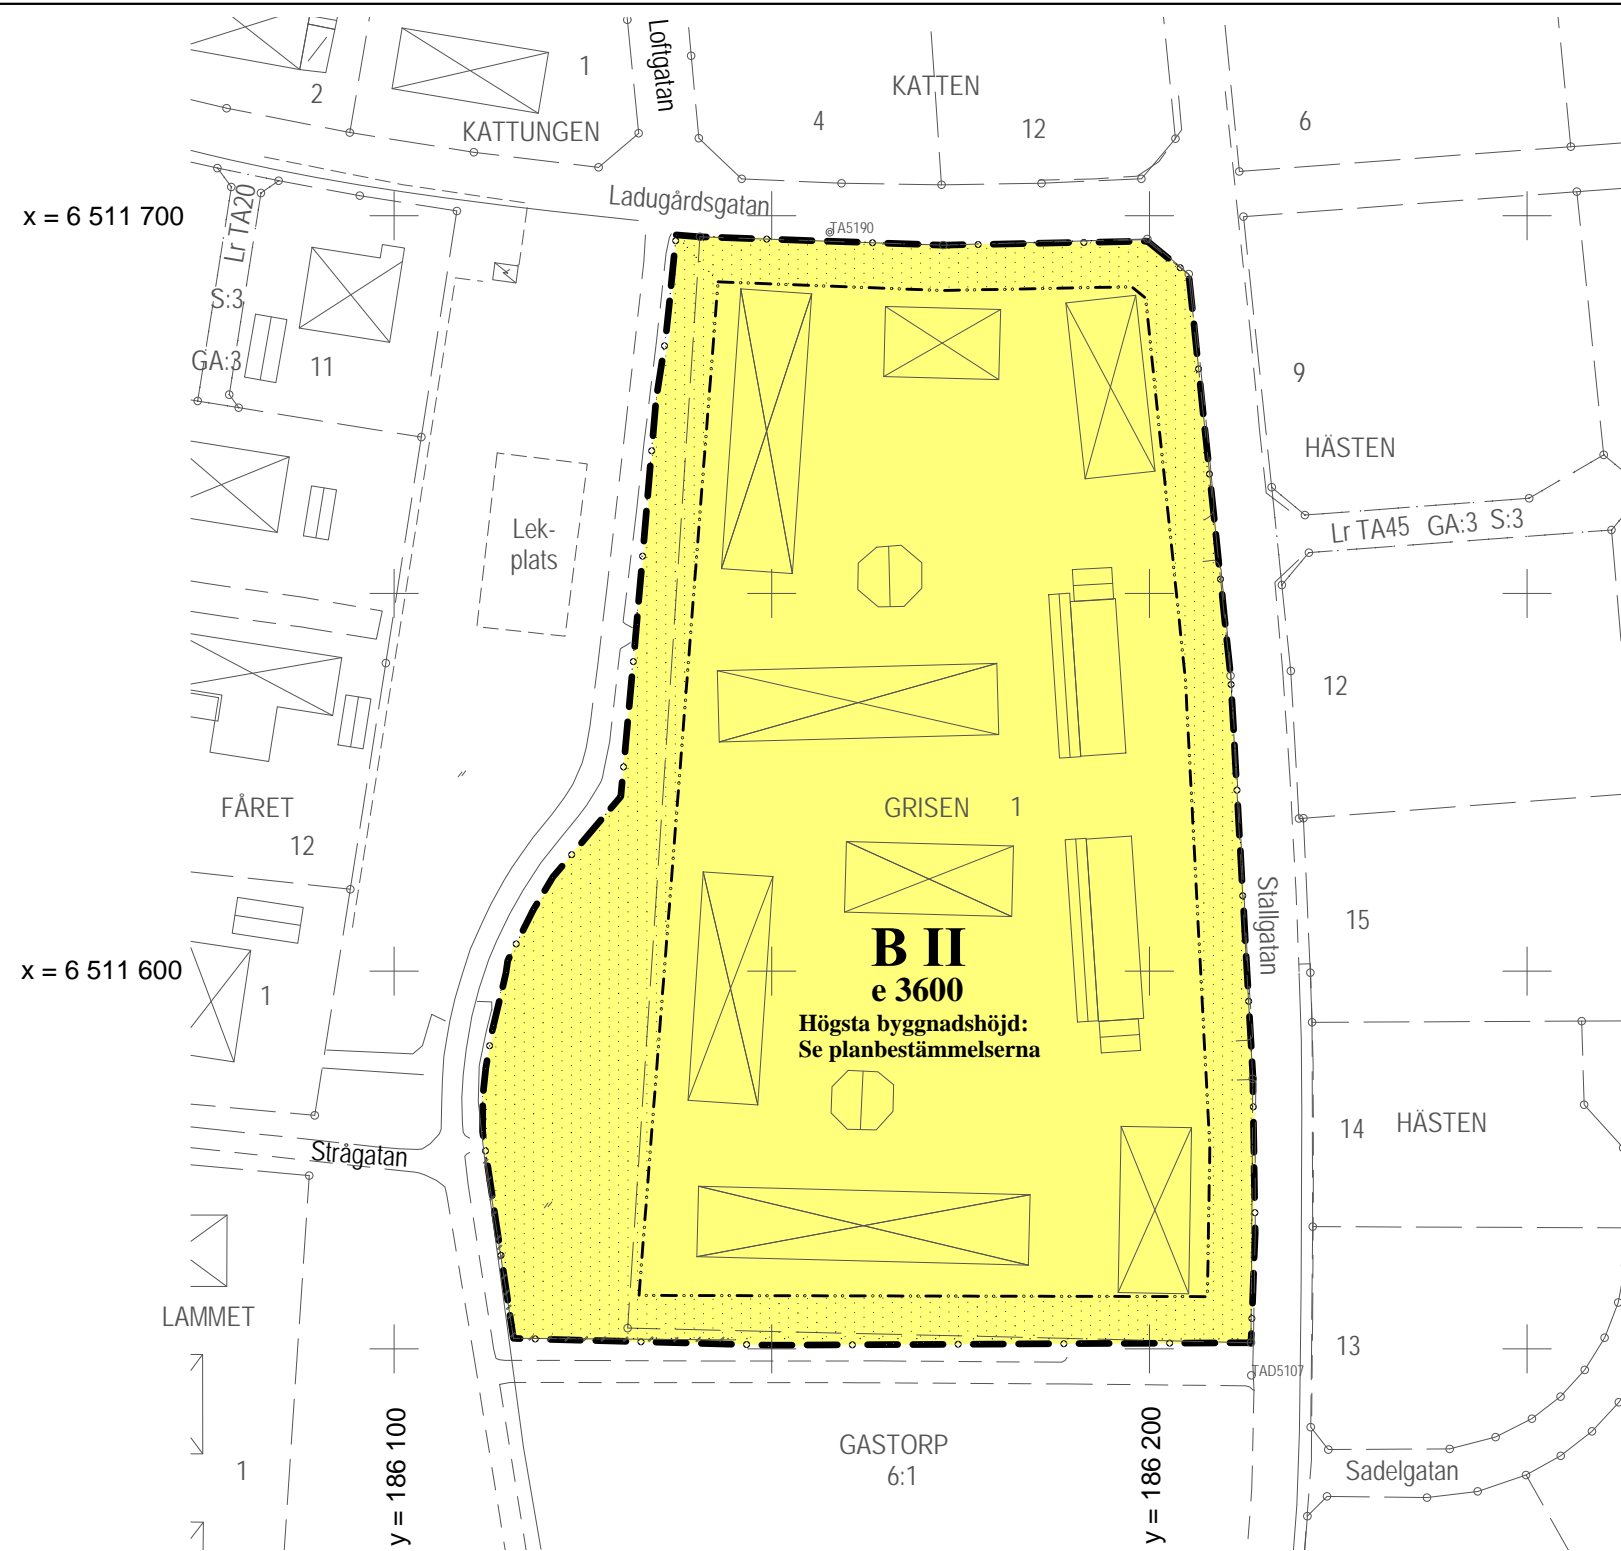 Loftgatan
1
2
KATTUNGEN
KATTEN
4
12
6
x = 6 511 700
Lr TA20
Ladugårdsgatan
TA5190
S:3
GA:3
11
9
HÄSTEN
Lek-
plats
Lr TA45 GA:3 S:3
12
FÅRET
12
GRISEN 1
Stallgatan
15
B II
e 3600
Högsta byggnadshöjd:
Se planbestämmelserna
x = 6 511 600
1
14
HÄSTEN
Strågatan
LAMMET
13
TAD5107
y = 186 100
y = 186 200
GASTORP
6:1
1
Sadelgatan